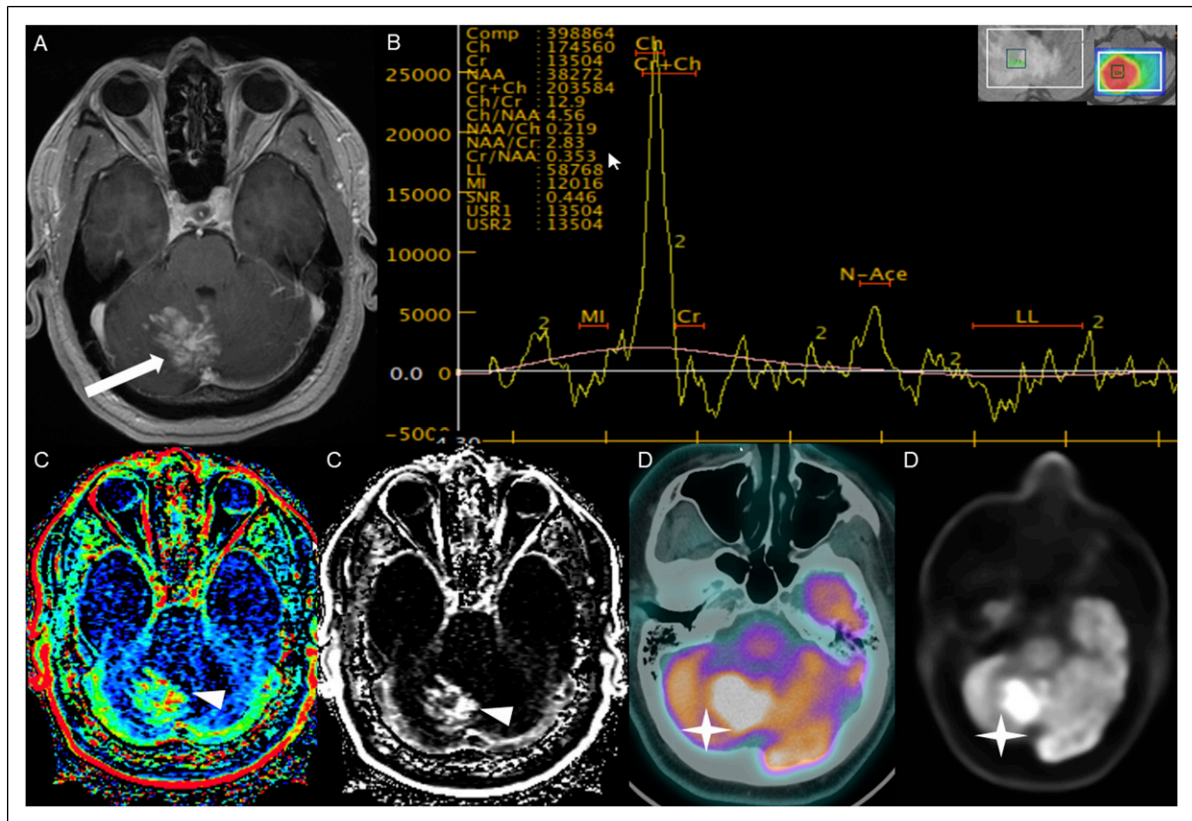 A
B
Comp : 398864
Ch : 174560
Cr : 13504
NAA : 38272
Cr+Ch : 203584
Ch/Cr : 12.9
Ch/NAA : 4.56
NAA/Ch : 0.219
NAA/Cr : 2.83
Cr/NAA : 0.353
LL : 58768
MI : 12016
SNR : 0.446
USR1 : 13504
USR2 : 13504
Ch
Cr+Ch
25000
20000
15000
10000
5000
0.0 0
2
N-Ace
2
MI
Cr
2
2
LL
2
4.30
C
C
D
D